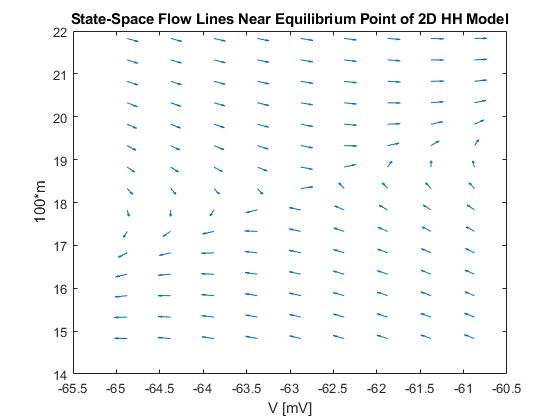 State-Space Flow Lines Near Equilibrium Point of 2D HH Model
22
21
20
19
18
17
16
15
14
100*m
-65.5 -65 -64.5 -64 -63.5 -63 -62.5 -62 -61.5 -61 -60.5
V [mV]